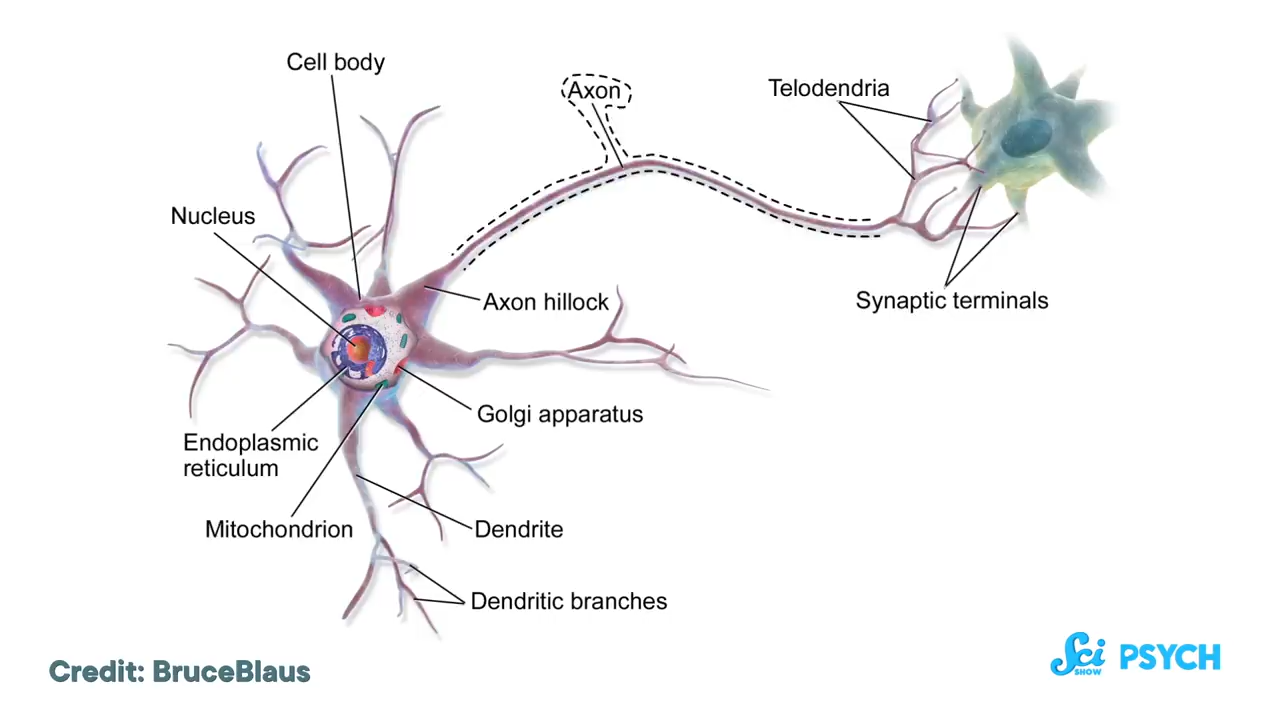 Cell body
Axon
Telodendria
Nucleus
Axon hillock
Synaptic terminals
Golgi apparatus
Endoplasmic
reticulum
Mitochondrion
Dendrite
Dendritic branches
Credit: BruceBlaus
Sci
SHOW
PSYCH